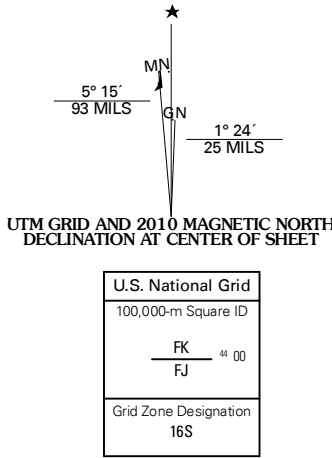 ★
MN
5° 15´
93 MILS
GN
1° 24´
25 MILS
UTM GRID AND 2010 MAGNETIC NORTH
DECLINATION AT CENTER OF SHEET
U.S. National Grid
100,000-m Square ID
FK
44 00
FJ
Grid Zone Designation
16S